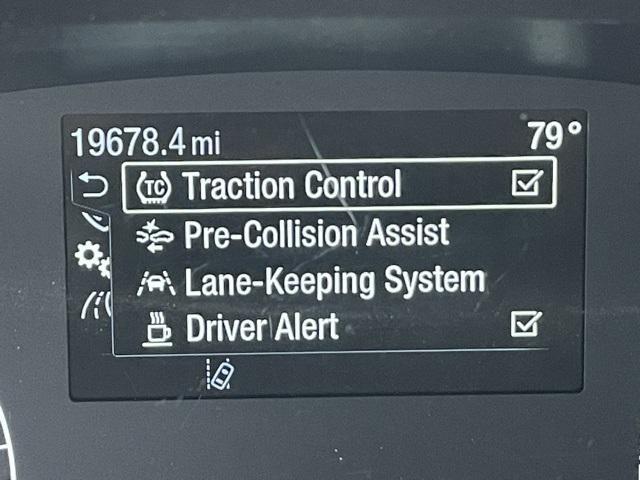 19678.4 mi 79°
TC Traction Control
Pre-Collision Assist
Lane-Keeping System
Driver Alert